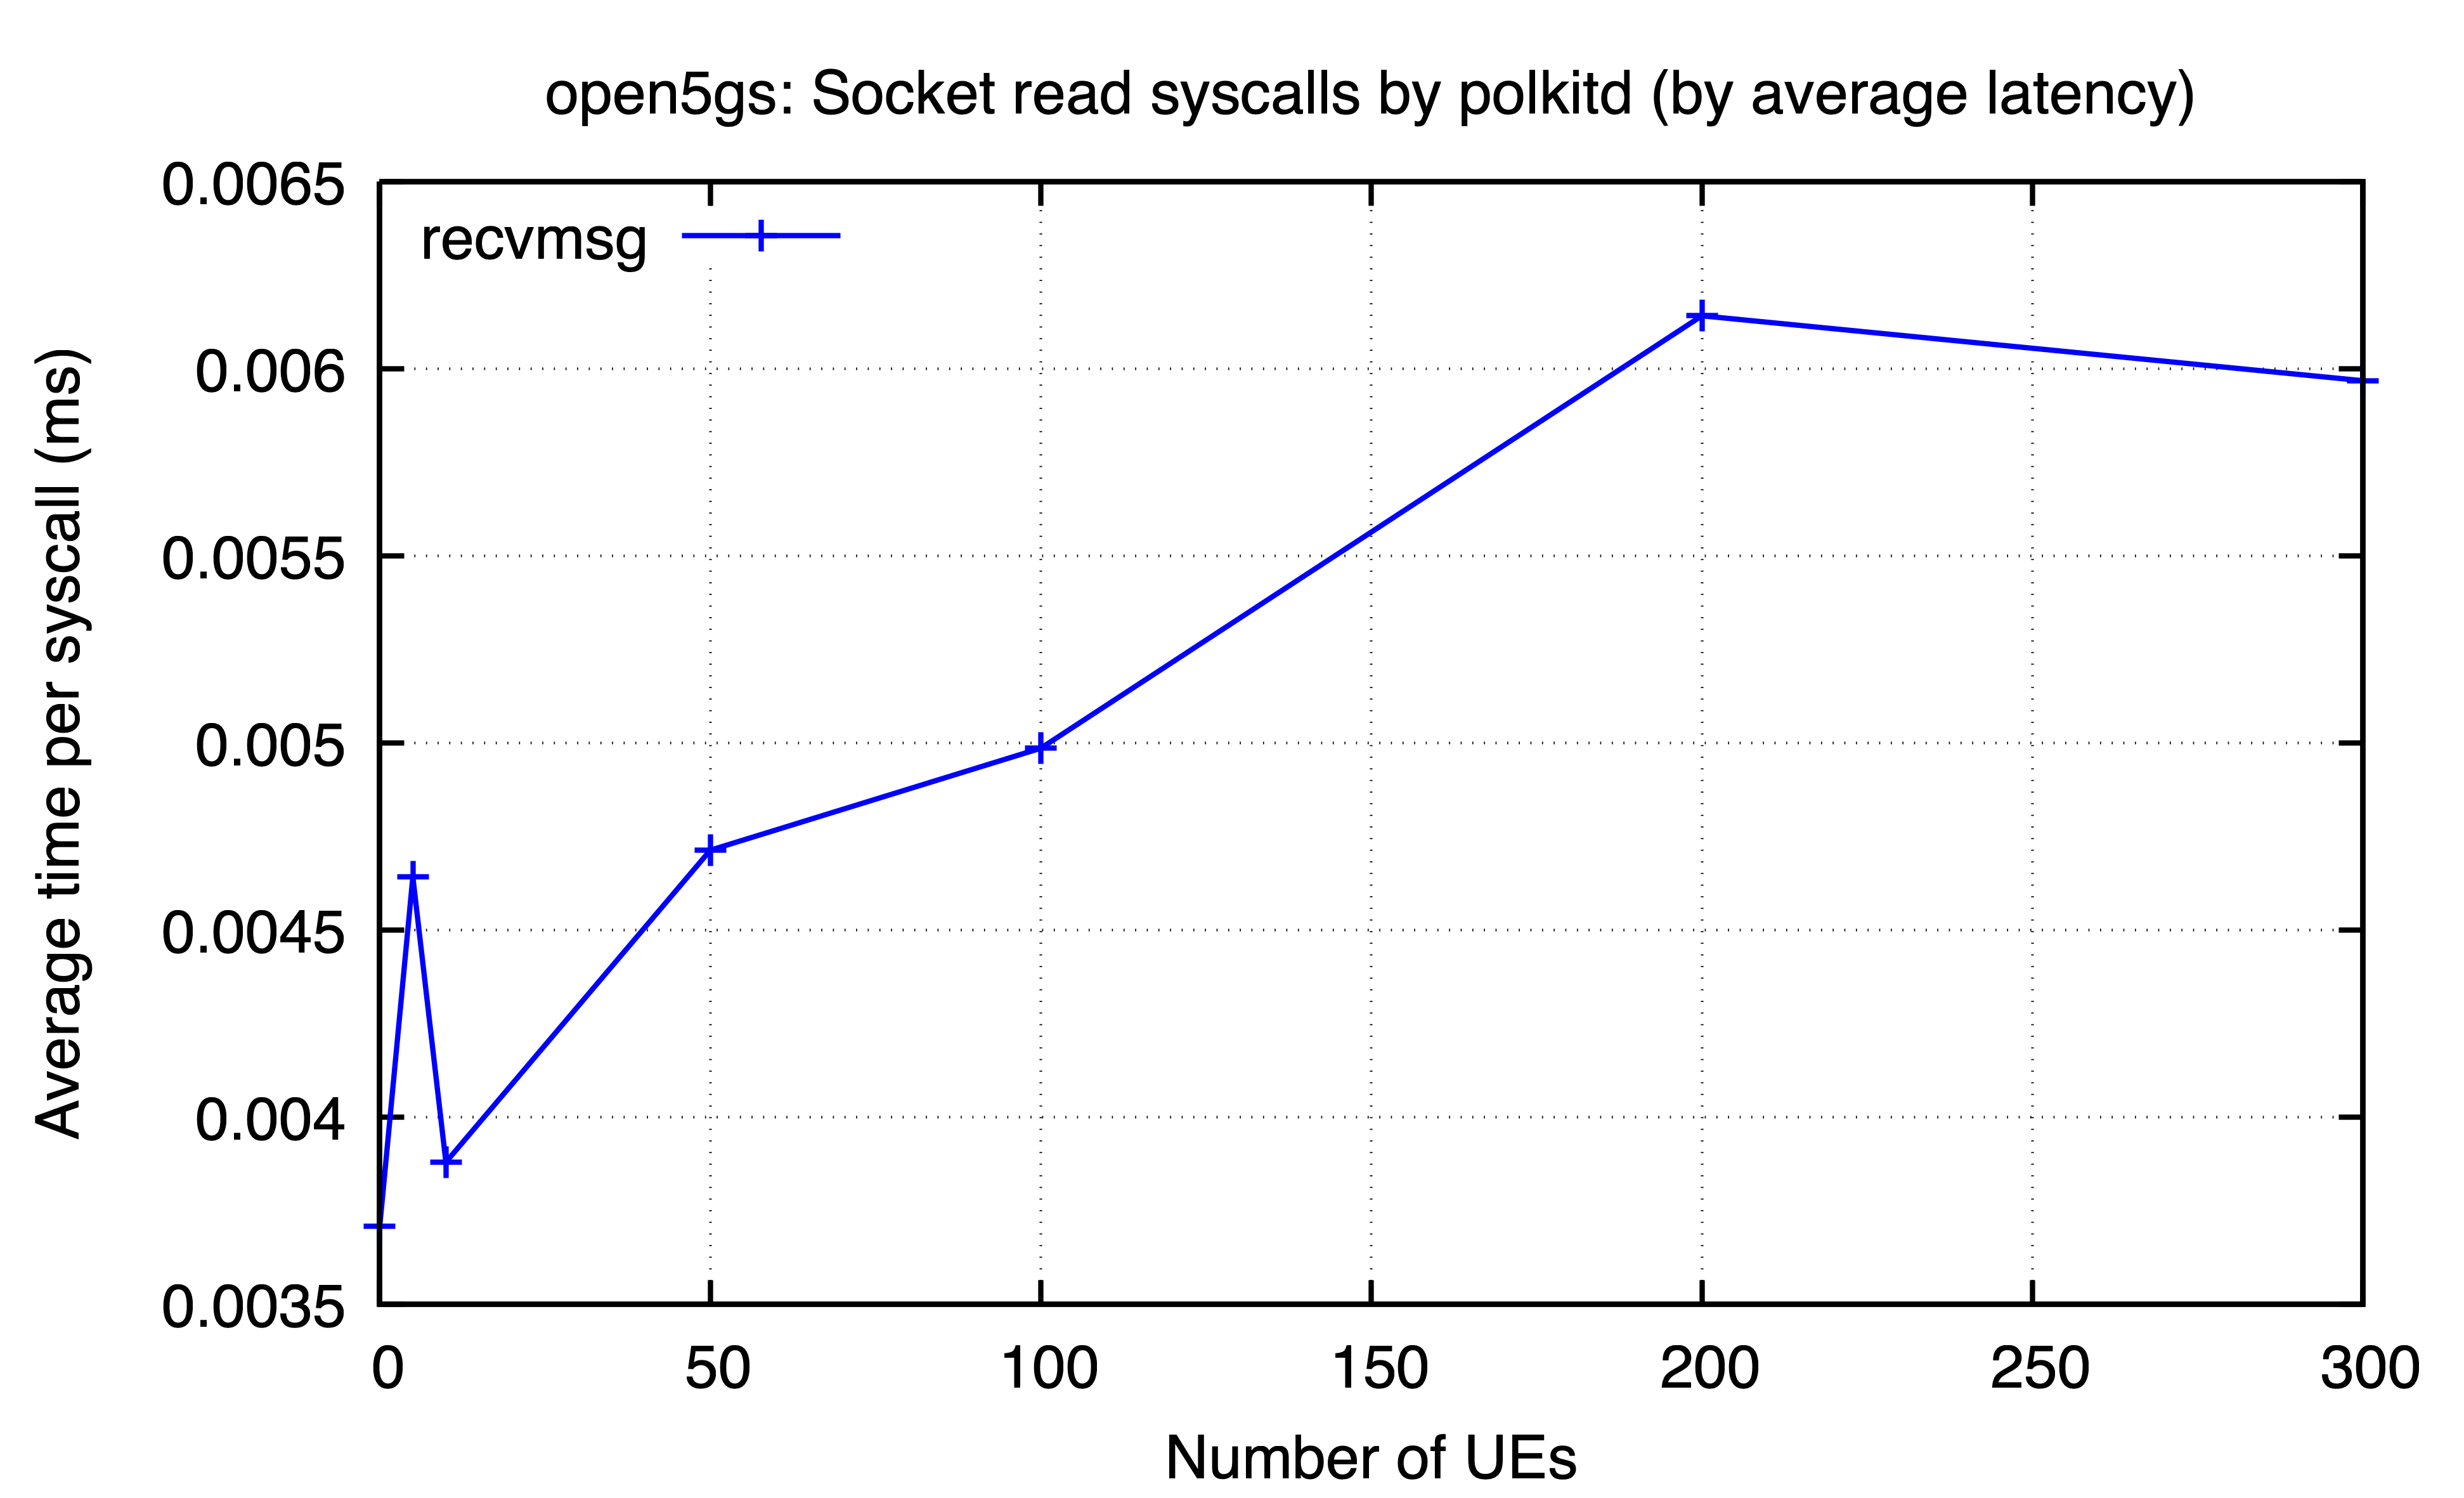 open5gs: Socket read syscalls by polkitd (by average latency)
recvmsg
Average time per syscall (ms)
0.0065
0.006
0.0055
0.005
0.0045
0.004
0.0035
0 50 100 150 200 250 300
Number of UEs